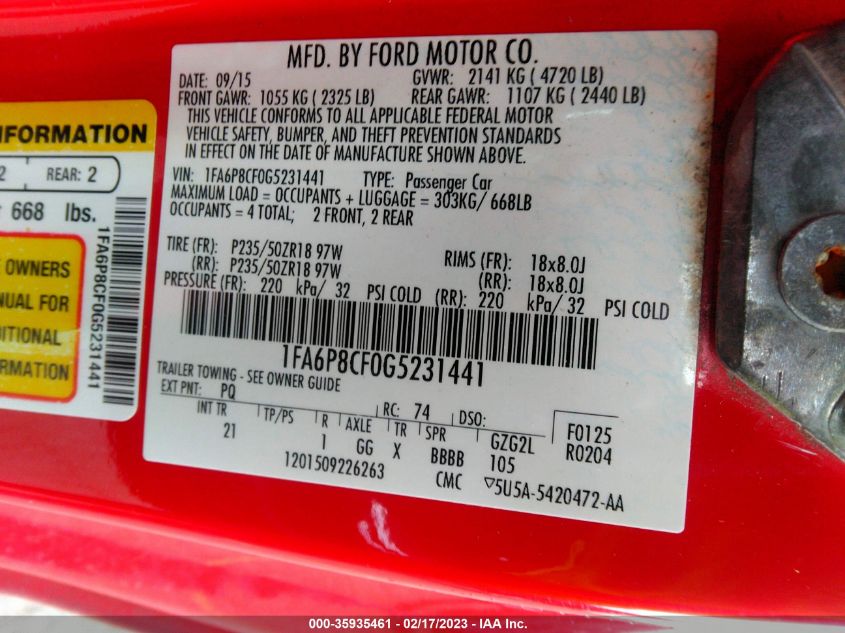 MFD. BY FORD MOTOR CO.
DATE: 09/15 GVWR: 2141 KG ( 4720 LB)
FRONT GAWR: 1055 KG ( 2325 LB) REAR GAWR: 1107 KG ( 2440 LB)
THIS VEHICLE CONFORMS TO ALL APPLICABLE FEDERAL MOTOR
VEHICLE SAFETY, BUMPER, AND THEFT PREVENTION STANDARDS
IN EFFECT ON THE DATE OF MANUFACTURE SHOWN ABOVE.
VIN: 1FA6P8CF0G5231441 TYPE: Passenger Car
MAXIMUM LOAD = OCCUPANTS + LUGGAGE = 303KG/ 668LB
OCCUPANTS = 4 TOTAL; 2 FRONT, 2 REAR
TIRE (FR): P235/50ZR18 97W RIMS (FR): 18x8.0J
(RR): P235/50ZR18 97W (RR): 18x8.0J
PRESSURE (FR): 220 kPa/ 32 PSI COLD (RR): 220 kPa/ 32 PSI COLD
1FA6P8CF0G5231441
TRAILER TOWING - SEE OWNER GUIDE
EXT PNT: PQ RC: 74 DSO:
INT TR TP/PS R AXLE TR SPR GZG2L F0125
21 1 GG X BBBB 105 R0204
1201509226263 CMC ▽5U5A-5420472-AA
INFORMATION
2 REAR: 2
668 lbs.
1FA6P8CF0G5231441
OWNERS
FOR
INFORMATION
000-35935461 - 02/17/2023 - IAA Inc.